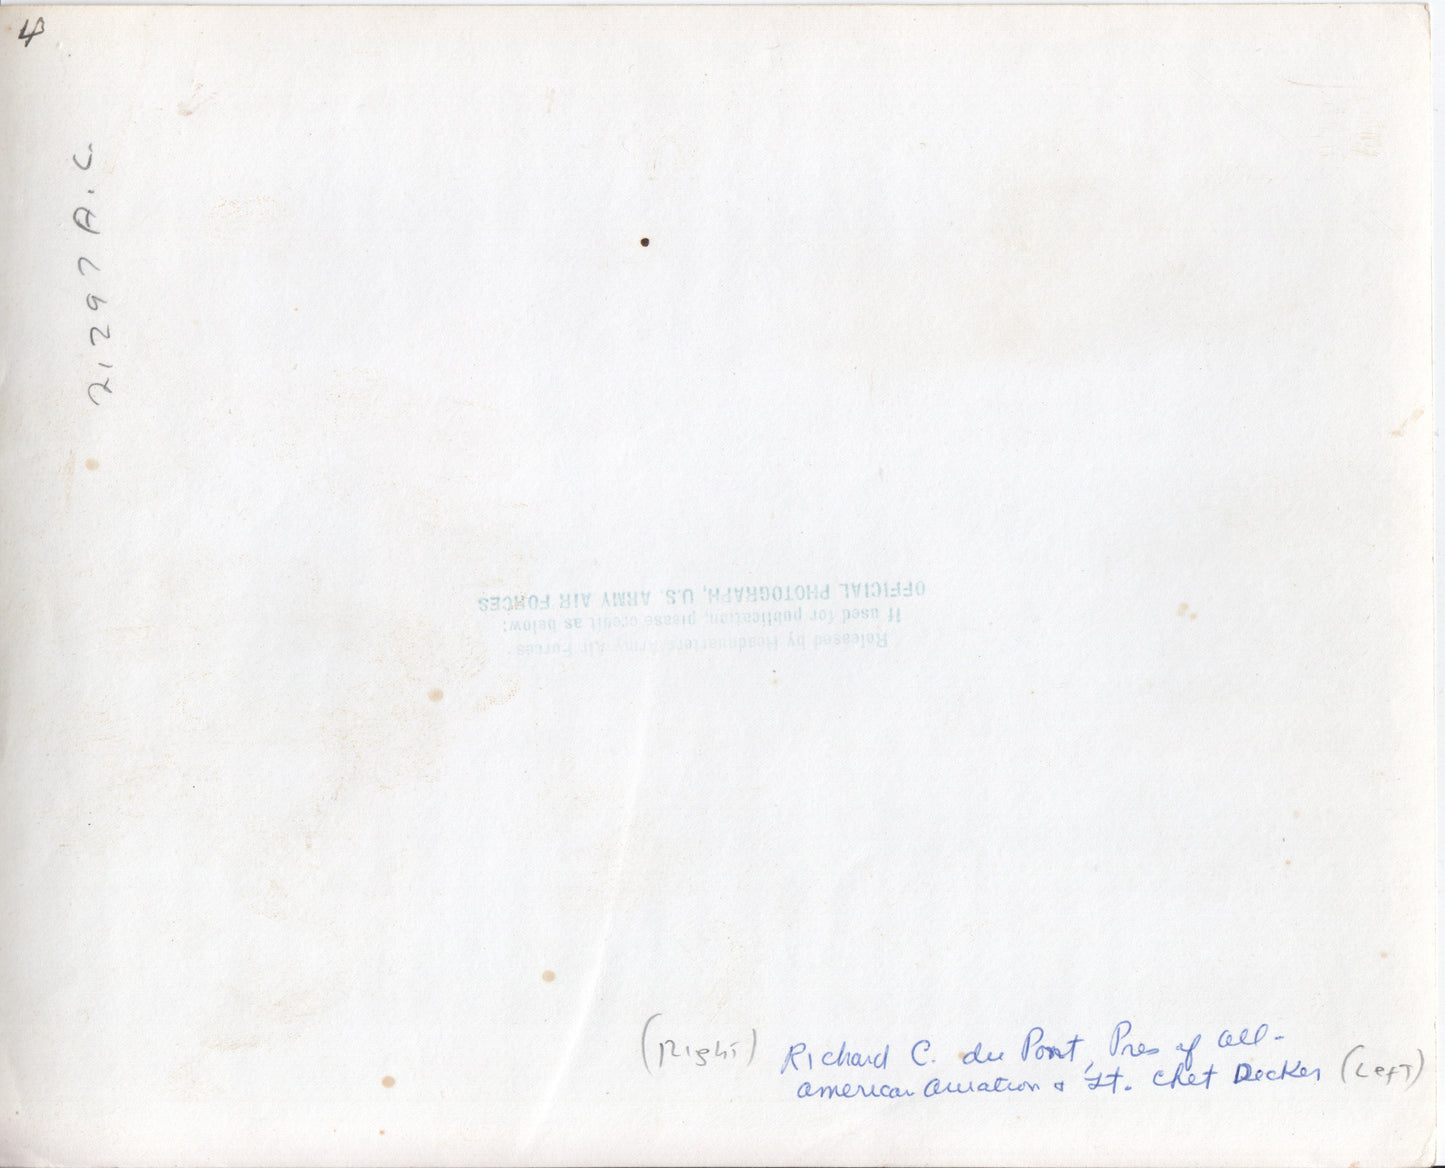 4
21297 A.C.
Released by Headquarters Army Air Forces.
If used for publication, please credit as below:
OFFICIAL PHOTOGRAPH, U.S. ARMY AIR FORCES
(Right) Richard C. du Pont, Pres of All-
American Aviation & Lt. Chet Decker (Left)